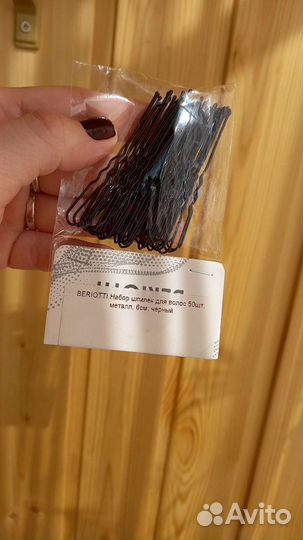 BERIOTTI Набор шпилек для волос 50шт,
металл, 6см, черный
Avito